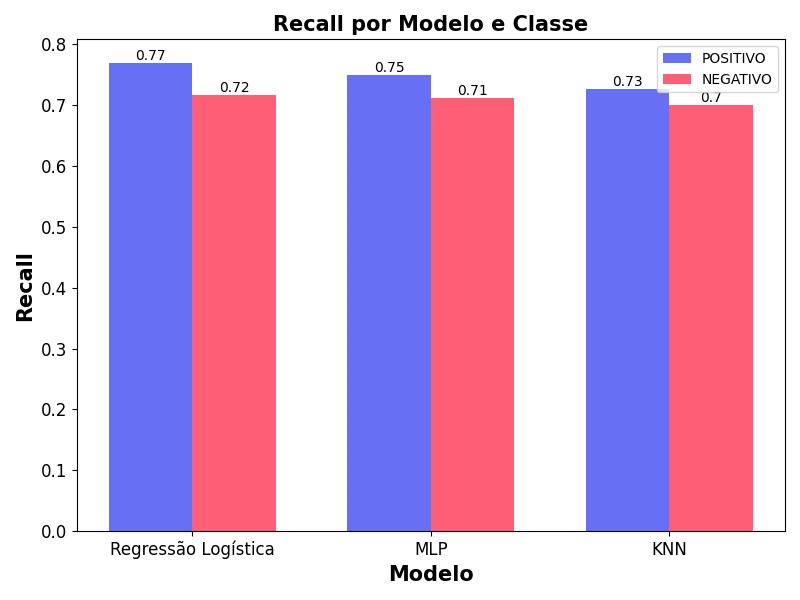 Recall por Modelo e Classe
POSITIVO
NEGATIVO
0.77
0.72
0.75
0.71
0.73
0.7
0.8
0.7
0.6
0.5
0.4
0.3
0.2
0.1
0.0
Recall
Regressão Logística
MLP
KNN
Modelo